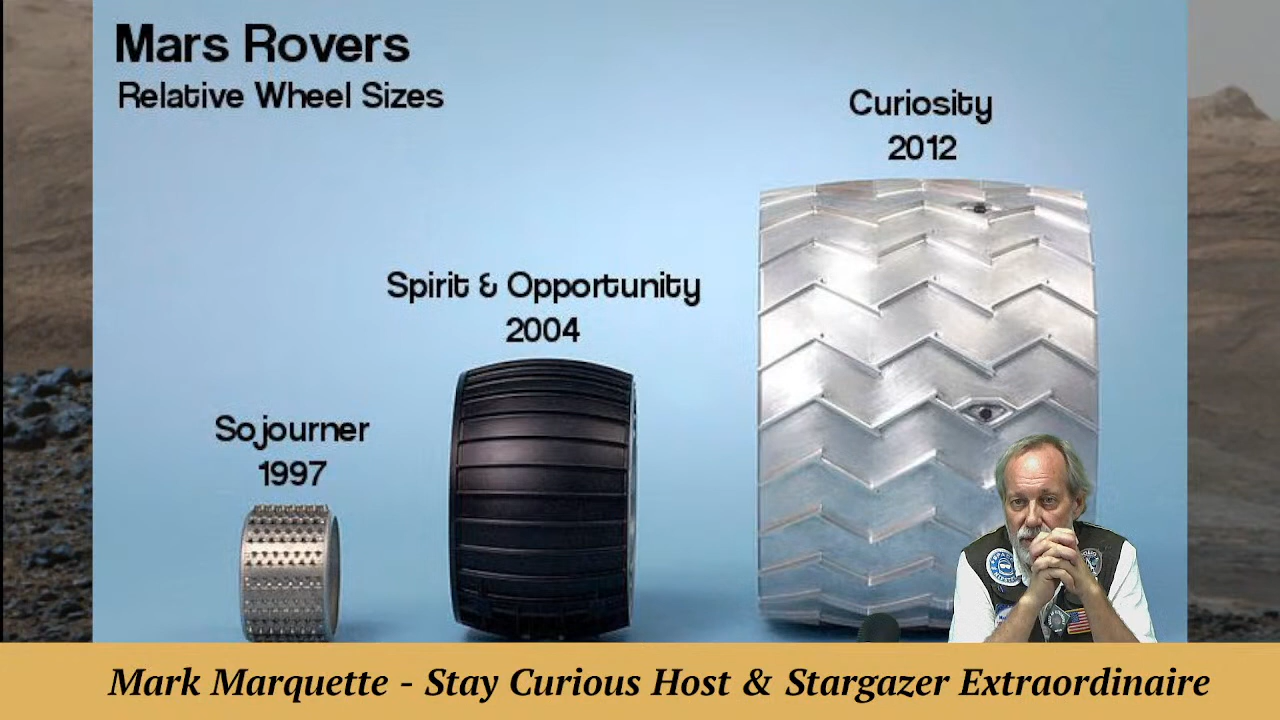 Mars Rovers
Relative Wheel Sizes
Curiosity
2012
Spirit & Opportunity
2004
Sojourner
1997
Mark Marquette - Stay Curious Host & Stargazer Extraordinaire